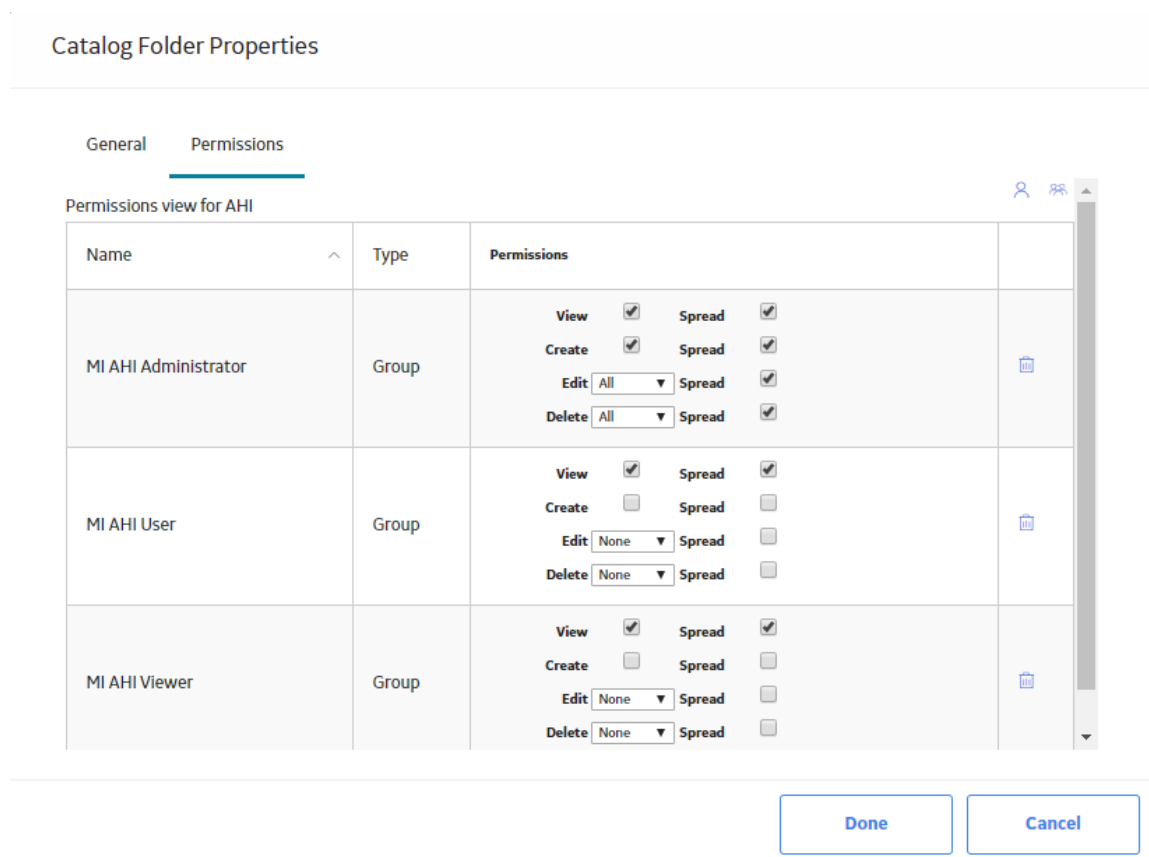 Catalog Folder Properties
General Permissions
Permissions view for AHI
Name Type Permissions
View Spread
Create Spread
MI AHI Administrator Group
Edit All Spread
Delete All Spread
View Spread
Create Spread
MI AHI User Group
Edit None Spread
Delete None Spread
View Spread
Create Spread
MI AHI Viewer Group
Edit None Spread
Delete None Spread
Done Cancel